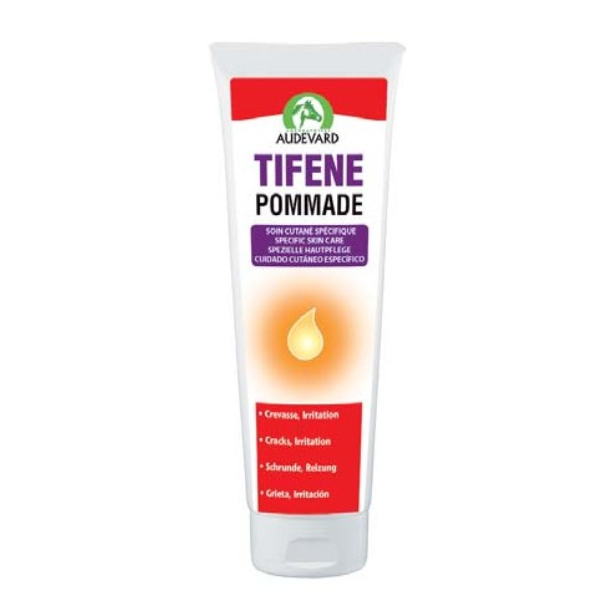 AUDEVARD
TIFENE
POMMADE
SOIN CUTANÉ SPÉCIFIQUE
SPECIFIC SKIN CARE
SPEZIELLE HAUTPFLEGE
CUIDADO CUTÁNEO ESPECÍFICO
• Crevasse, Irritation
• Cracks, Irritation
• Schrunde, Reizung
• Grieta, Irritación